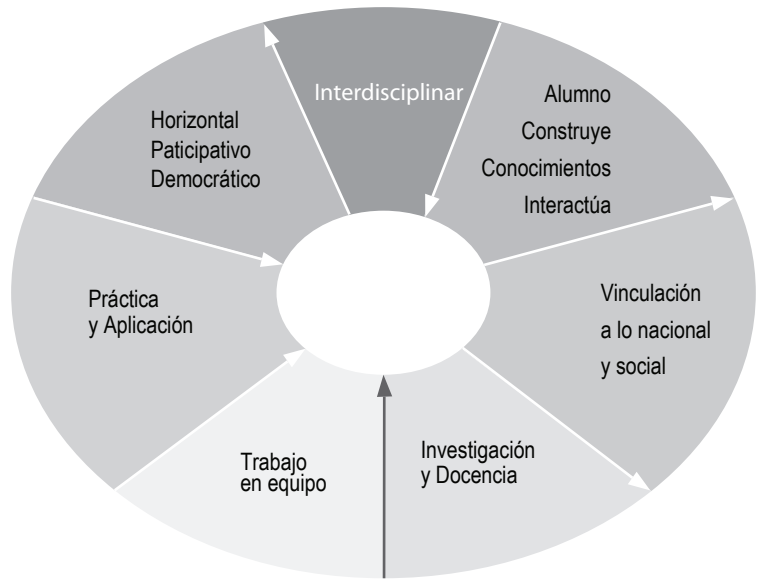 Interdisciplinar
Alumno
Construye
Conocimientos
Interactúa
Vinculación
a lo nacional
y social
Investigación
y Docencia
Trabajo
en equipo
Práctica
y Aplicación
Horizontal
Paticipativo
Democrático